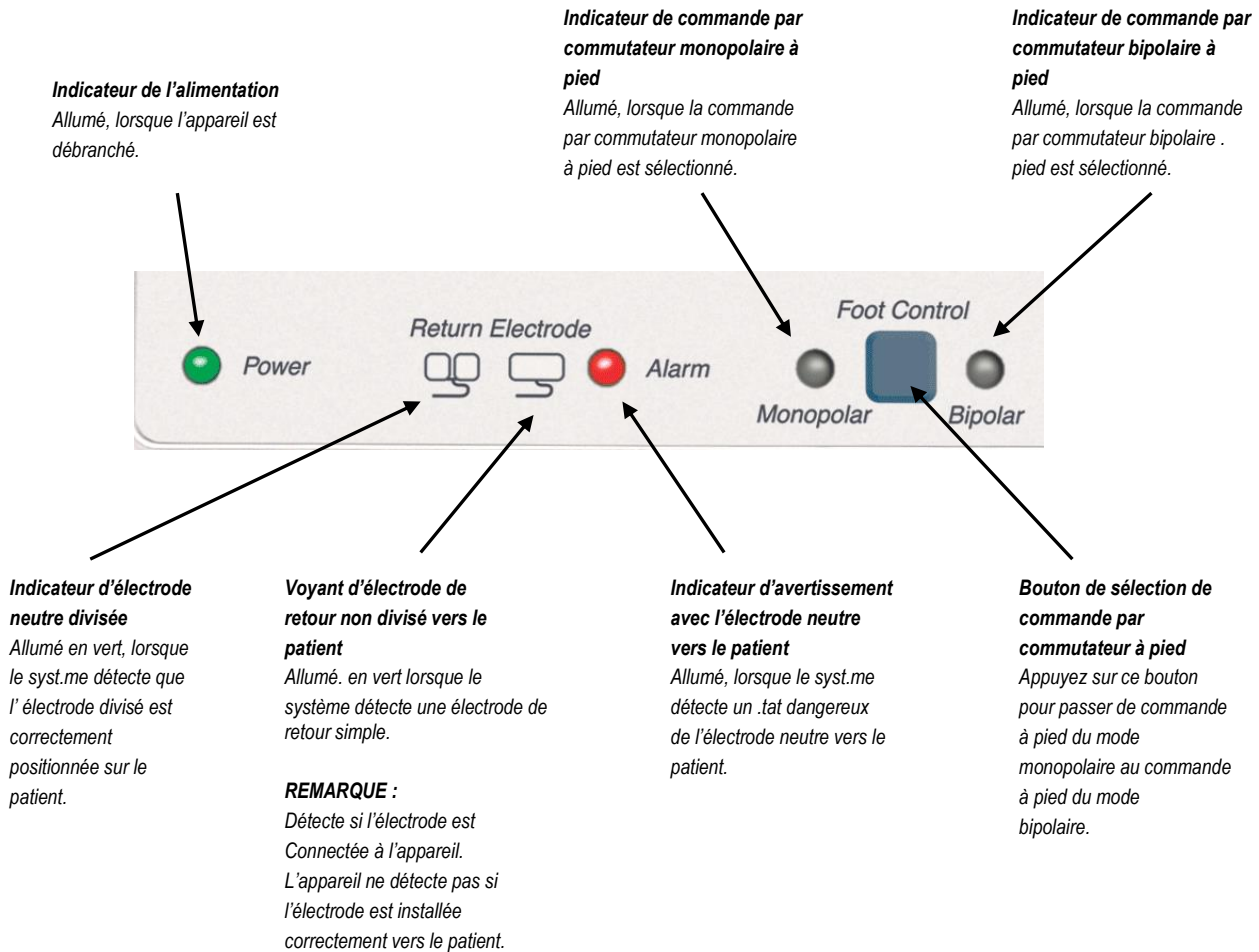 Indicateur de l'alimentation
Allumé, lorsque l'appareil est
débranché.
Indicateur de commande par
commutateur monopolaire à
pied
Allumé, lorsque la commande
par commutateur monopolaire
à pied est sélectionné.
Indicateur de commande par
commutateur bipolaire à
pied
Allumé, lorsque la commande
par commutateur bipolaire .
pied est sélectionné.
Power
Return Electrode
Alarm
Foot Control
Monopolar
Bipolar
Indicateur d'électrode
neutre divisée
Allumé en vert, lorsque
le syst.me détecte que
l' électrode divisé est
correctement
positionnée sur le
patient.
Voyant d'électrode de
retour non divisé vers le
patient
Allumé. en vert lorsque le
système détecte une électrode de
retour simple.
REMARQUE :
Détecte si l'électrode est
Connectée à l'appareil.
L'appareil ne détecte pas si
l'électrode est installée
correctement vers le patient.
Indicateur d'avertissement
avec l'électrode neutre
vers le patient
Allumé, lorsque le syst.me
détecte un .tat dangereux
de l'électrode neutre vers le
patient.
Bouton de sélection de
commande par
commutateur à pied
Appuyez sur ce bouton
pour passer de commande
à pied du mode
monopolaire au commande
à pied du mode
bipolaire.